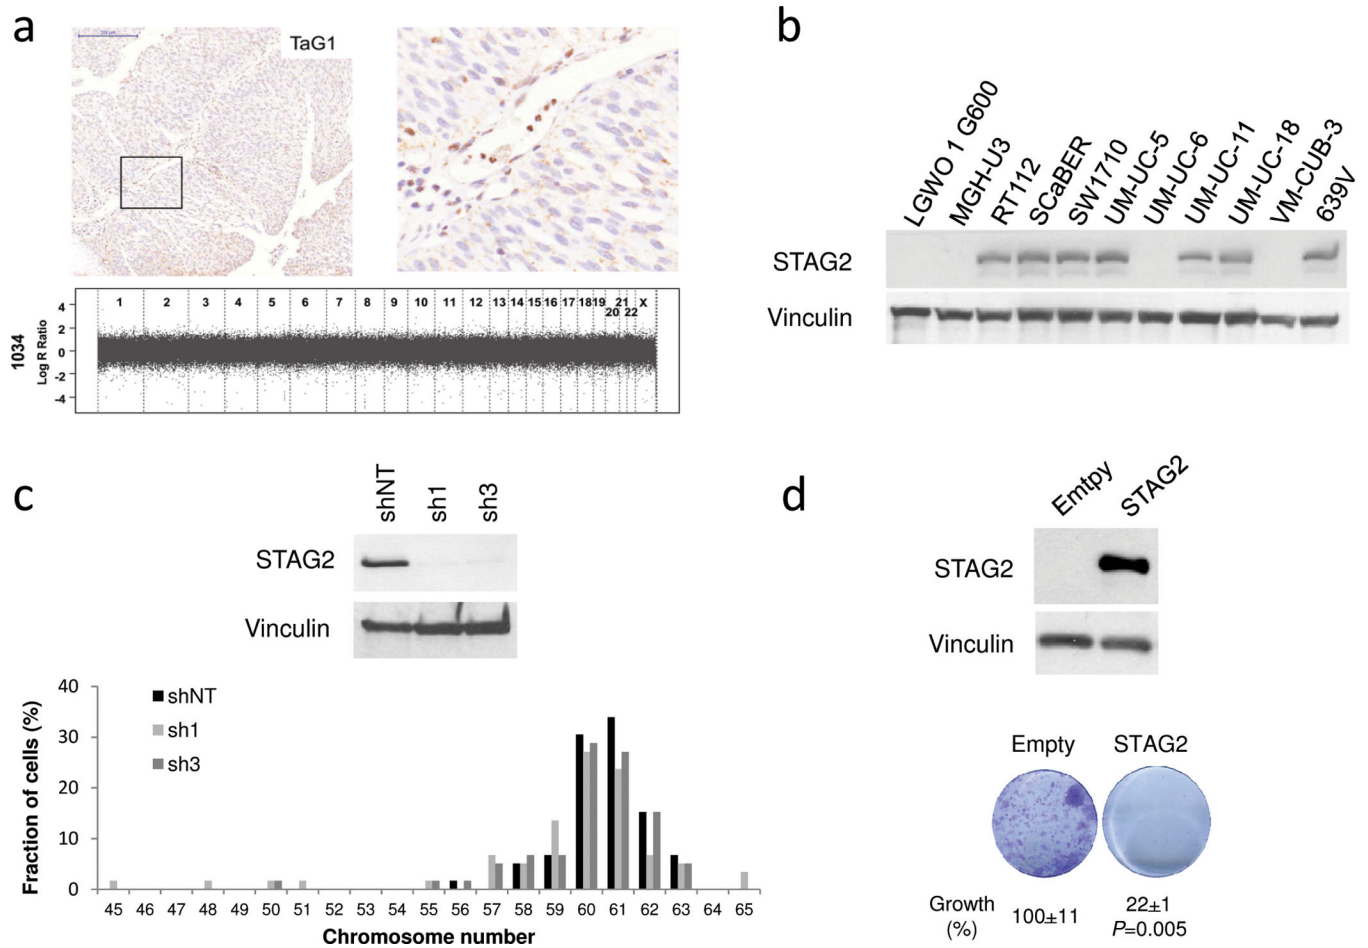 a
TaG1
1 2 3 4 5 6 7 8 9 10 11 12 13 14 15 16 17 18 19 20 21 22 X
4
2
0
-2
-4
Log R Ratio
1034
b
LGWO 1 G600
MGH-U3
RT112
SCaBER
SW1710
UM-UC-5
UM-UC-6
UM-UC-11
UM-UC-18
VM-CUB-3
639V
STAG2
Vinculin
c
shNT
sh1
sh3
STAG2
Vinculin
40
30
20
10
0
Fraction of cells (%)
shNT
sh1
sh3
45 46 47 48 49 50 51 52 53 54 55 56 57 58 59 60 61 62 63 64 65
Chromosome number
d
Emtpy
STAG2
STAG2
Vinculin
Empty STAG2
Growth
(%)
100±11
22±1
P=0.005